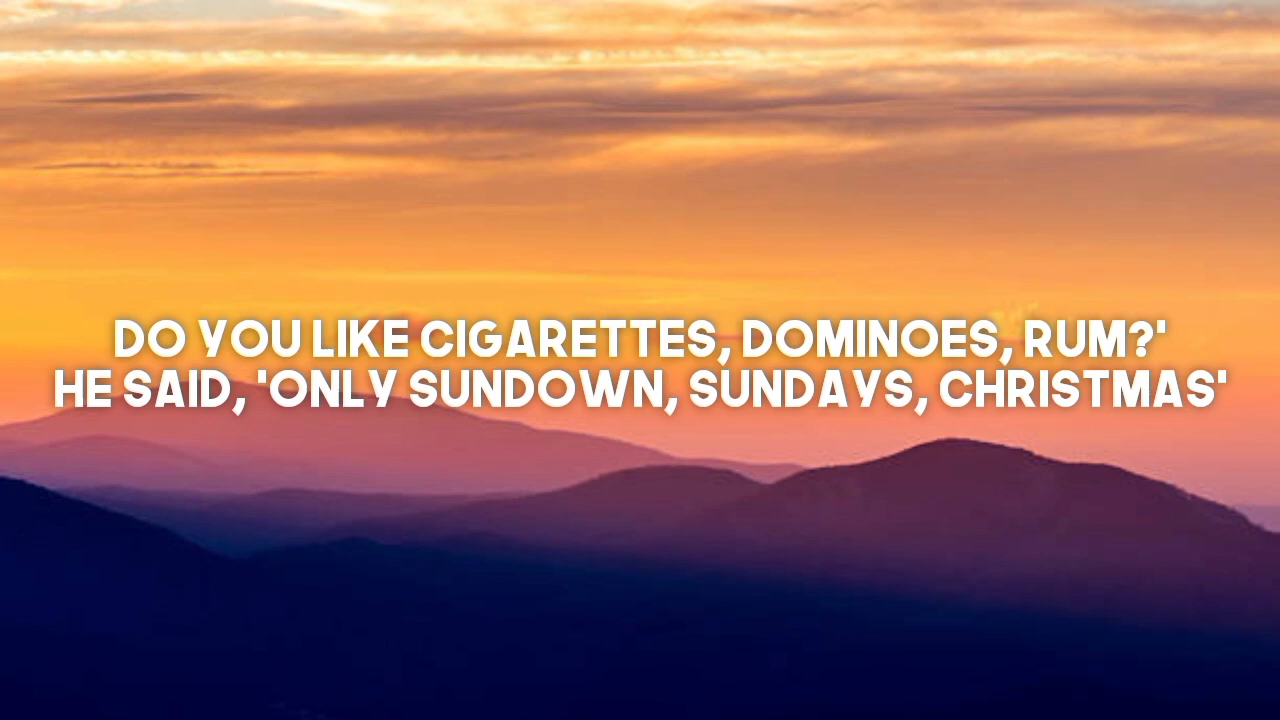 DO YOU LIKE CIGARETTES, DOMINOES, RUM?'
HE SAID, 'ONLY SUNDOWN, SUNDAYS, CHRISTMAS'